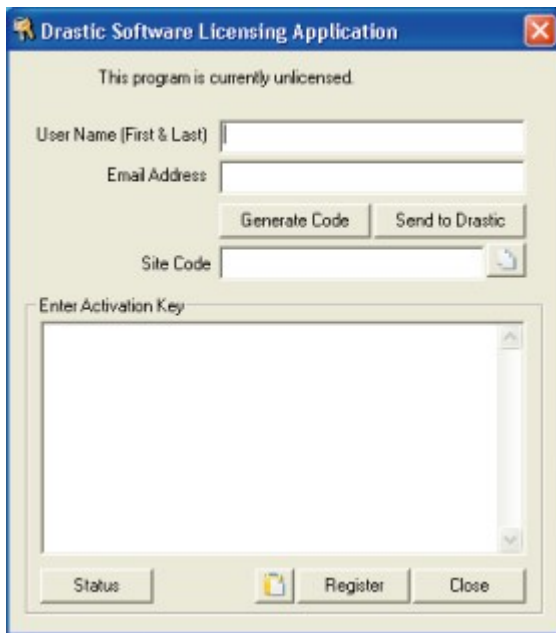 Drastic Software Licensing Application
This program is currently unlicensed.
User Name (First & Last)
Email Address
Generate Code
Send to Drastic
Site Code
Enter Activation Key
Status
Register
Close